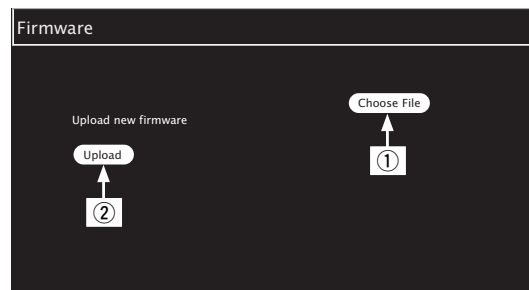 Firmware
Choose File
Upload new firmware
①
Upload
②